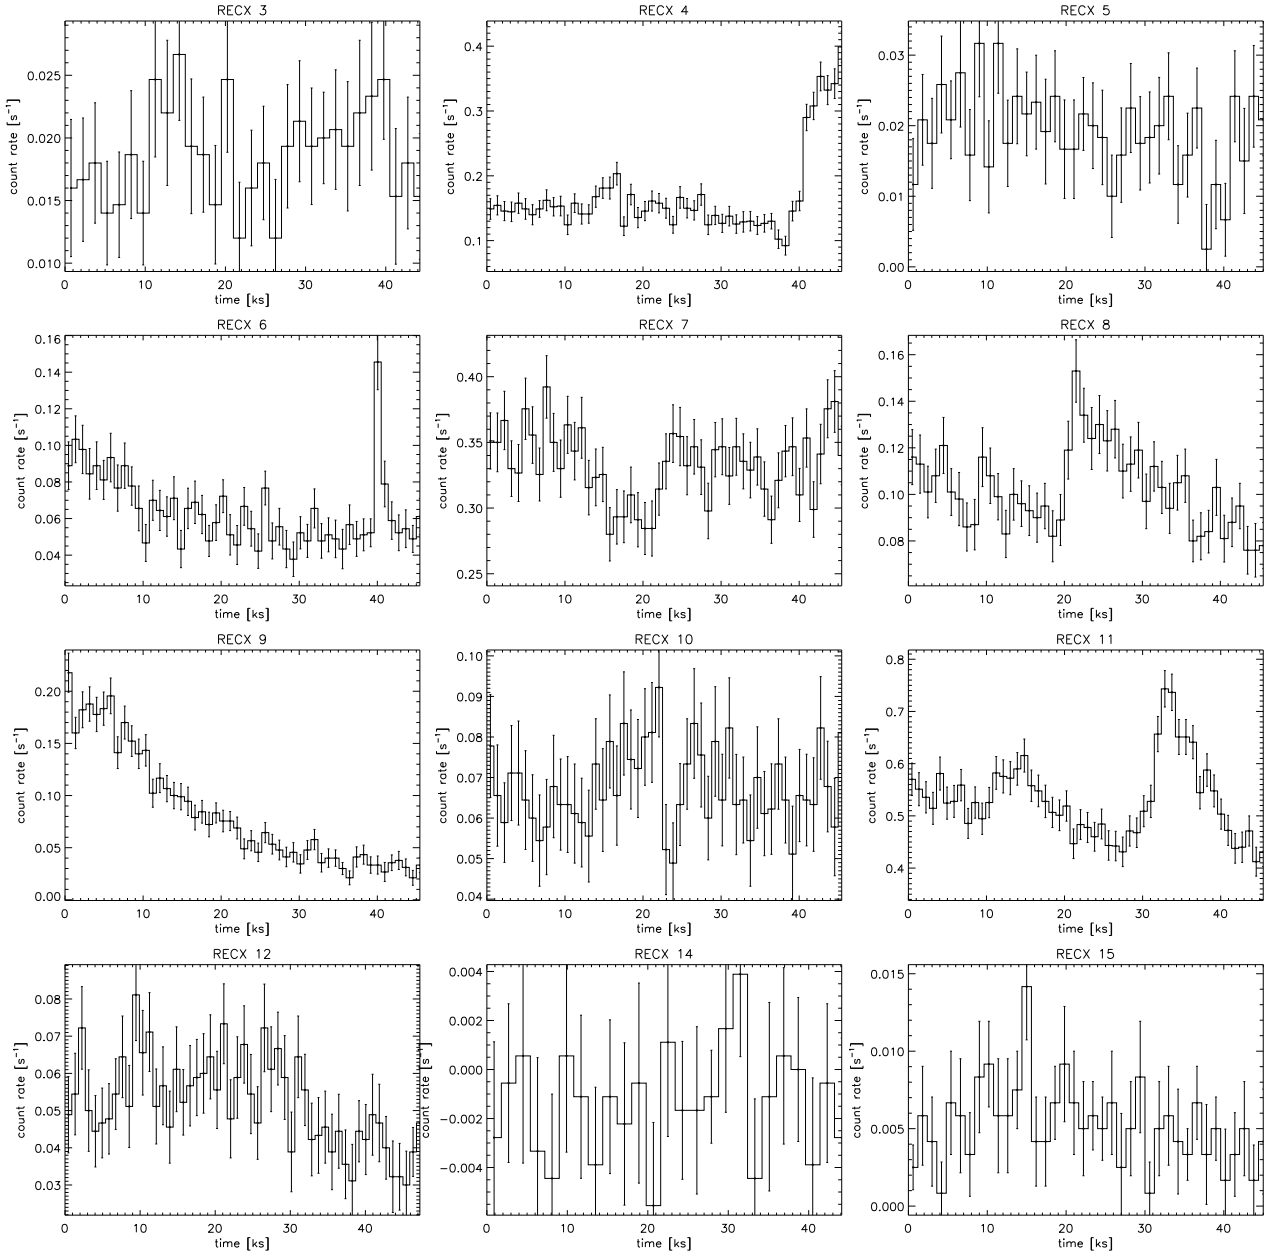 RECX 3
0.025
0.020
0.015
0.010
count rate [s⁻¹]
0 10 20 30 40
time [ks]
RECX 4
0.4
0.3
0.2
0.1
count rate [s⁻¹]
0 10 20 30 40
time [ks]
RECX 5
0.03
0.02
0.01
0.00
count rate [s⁻¹]
0 10 20 30 40
time [ks]
RECX 6
0.16
0.14
0.12
0.10
0.08
0.06
0.04
count rate [s⁻¹]
0 10 20 30 40
time [ks]
RECX 7
0.40
0.35
0.30
0.25
count rate [s⁻¹]
0 10 20 30 40
time [ks]
RECX 8
0.16
0.14
0.12
0.10
0.08
count rate [s⁻¹]
0 10 20 30 40
time [ks]
RECX 9
0.20
0.15
0.10
0.05
0.00
count rate [s⁻¹]
0 10 20 30 40
time [ks]
RECX 10
0.10
0.09
0.08
0.07
0.06
0.05
0.04
count rate [s⁻¹]
0 10 20 30 40
time [ks]
RECX 11
0.8
0.7
0.6
0.5
0.4
count rate [s⁻¹]
0 10 20 30 40
time [ks]
RECX 12
0.08
0.07
0.06
0.05
0.04
0.03
count rate [s⁻¹]
0 10 20 30 40
time [ks]
RECX 14
0.004
0.002
0.000
−0.002
−0.004
count rate [s⁻¹]
0 10 20 30 40
time [ks]
RECX 15
0.015
0.010
0.005
0.000
count rate [s⁻¹]
0 10 20 30 40
time [ks]